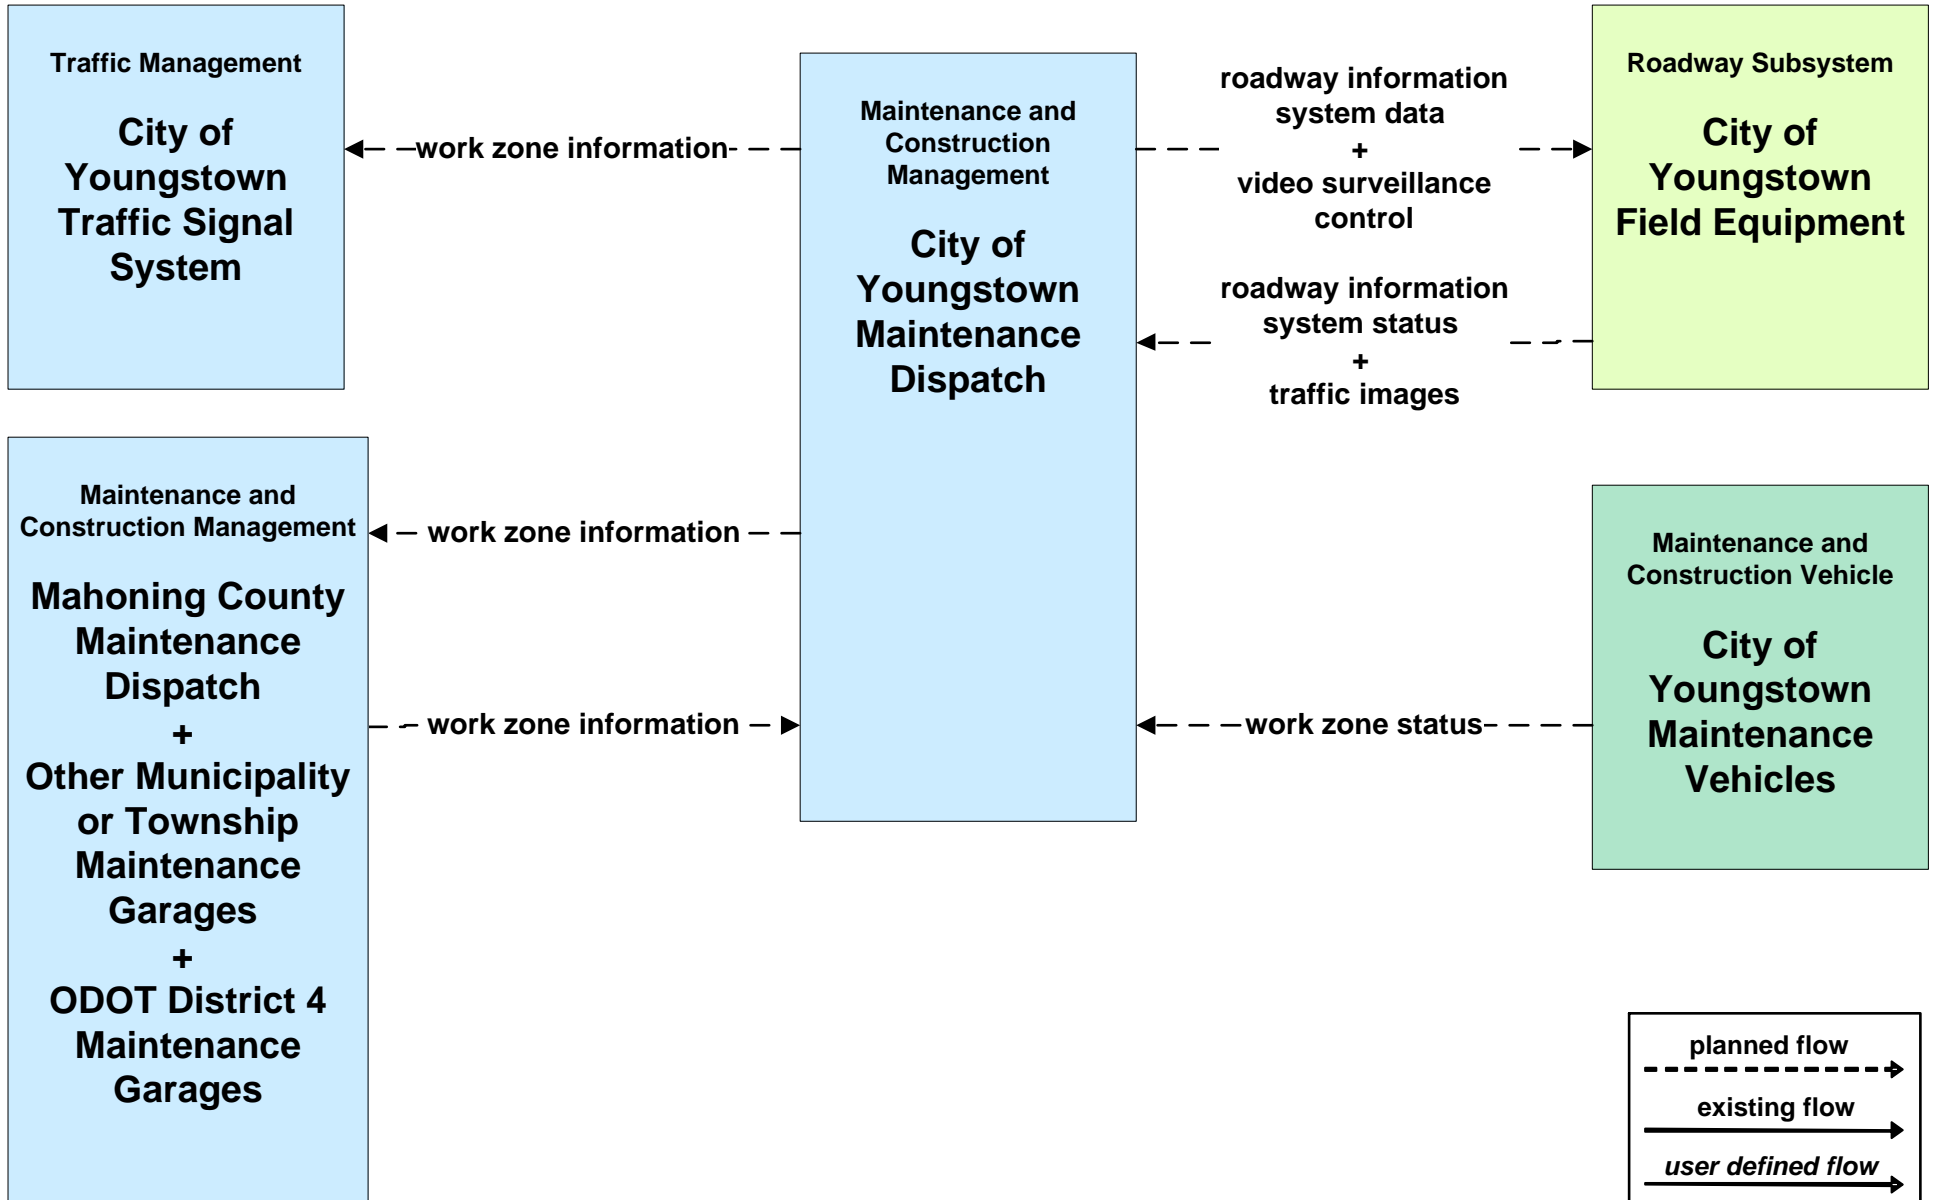 Traffic Management
City of
Youngstown
Traffic Signal
System
work zone information
Maintenance and
Construction
Management
City of
Youngstown
Maintenance
Dispatch
roadway information
system data
+
video surveillance
control
roadway information
system status
+
traffic images
Roadway Subsystem
City of
Youngstown
Field Equipment
Maintenance and
Construction Management
Mahoning County
Maintenance
Dispatch
+
Other Municipality
or Township
Maintenance
Garages
+
ODOT District 4
Maintenance
Garages
work zone information
work zone information
work zone status
Maintenance and
Construction Vehicle
City of
Youngstown
Maintenance
Vehicles
planned flow
existing flow
user defined flow